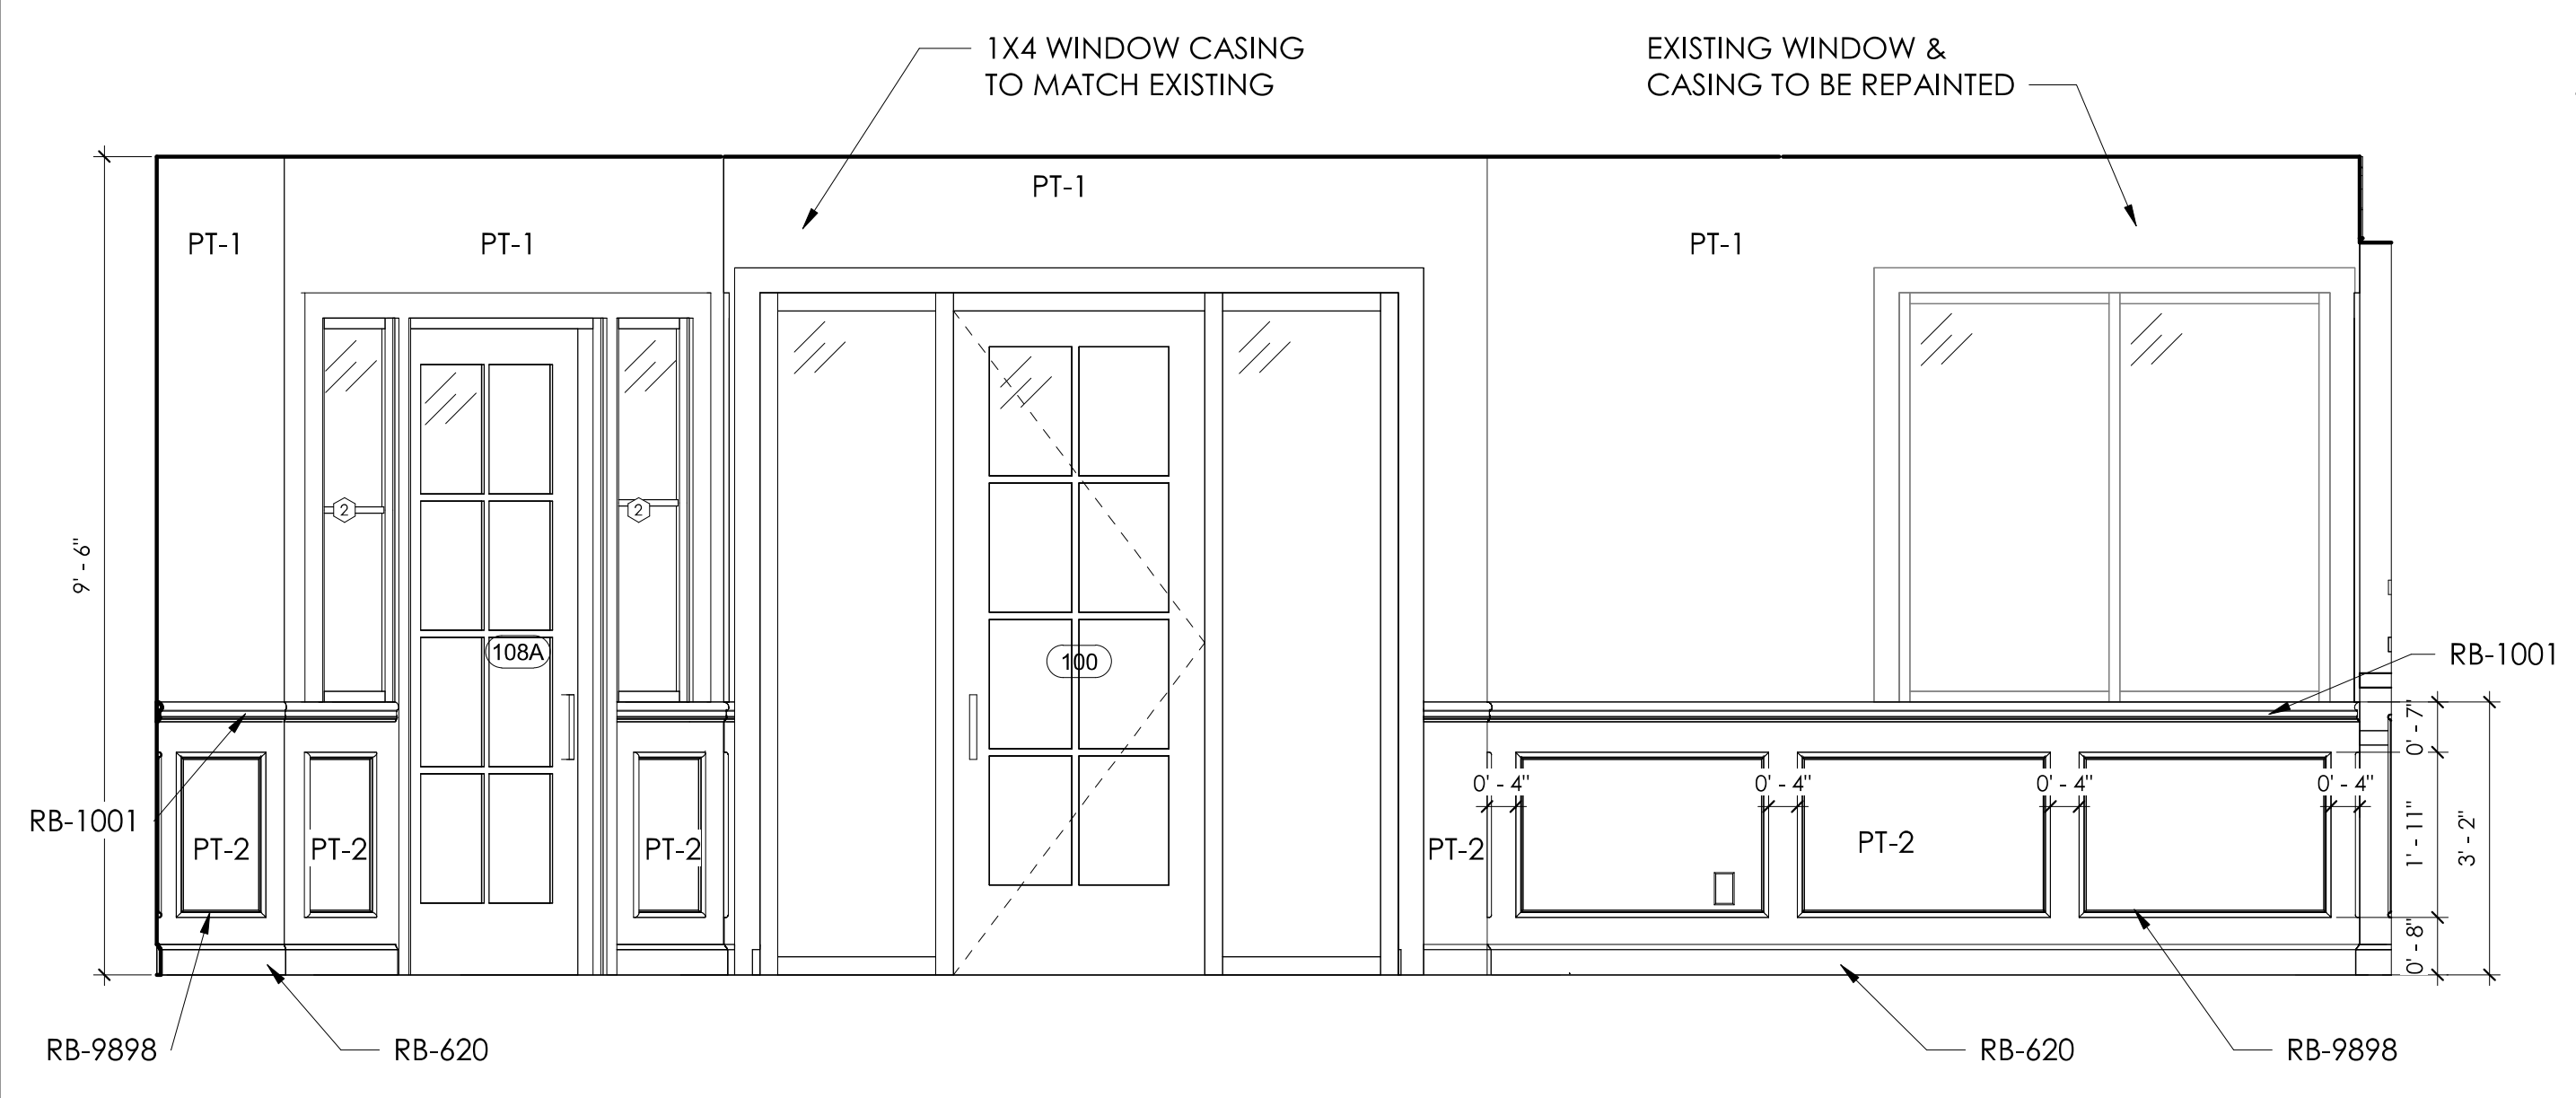 1X4 WINDOW CASING
TO MATCH EXISTING
EXISTING WINDOW &
CASING TO BE REPAINTED
PT-1
PT-1
PT-1
PT-1
2
2
9' - 6"
108A
100
RB-1001
0' - 7"
0' - 4"
0' - 4"
0' - 4"
0' - 4"
RB-1001
PT-2
PT-2
PT-2
PT-2
PT-2
1' - 11"
3' - 2"
0' - 8"
RB-9898
RB-620
RB-620
RB-9898